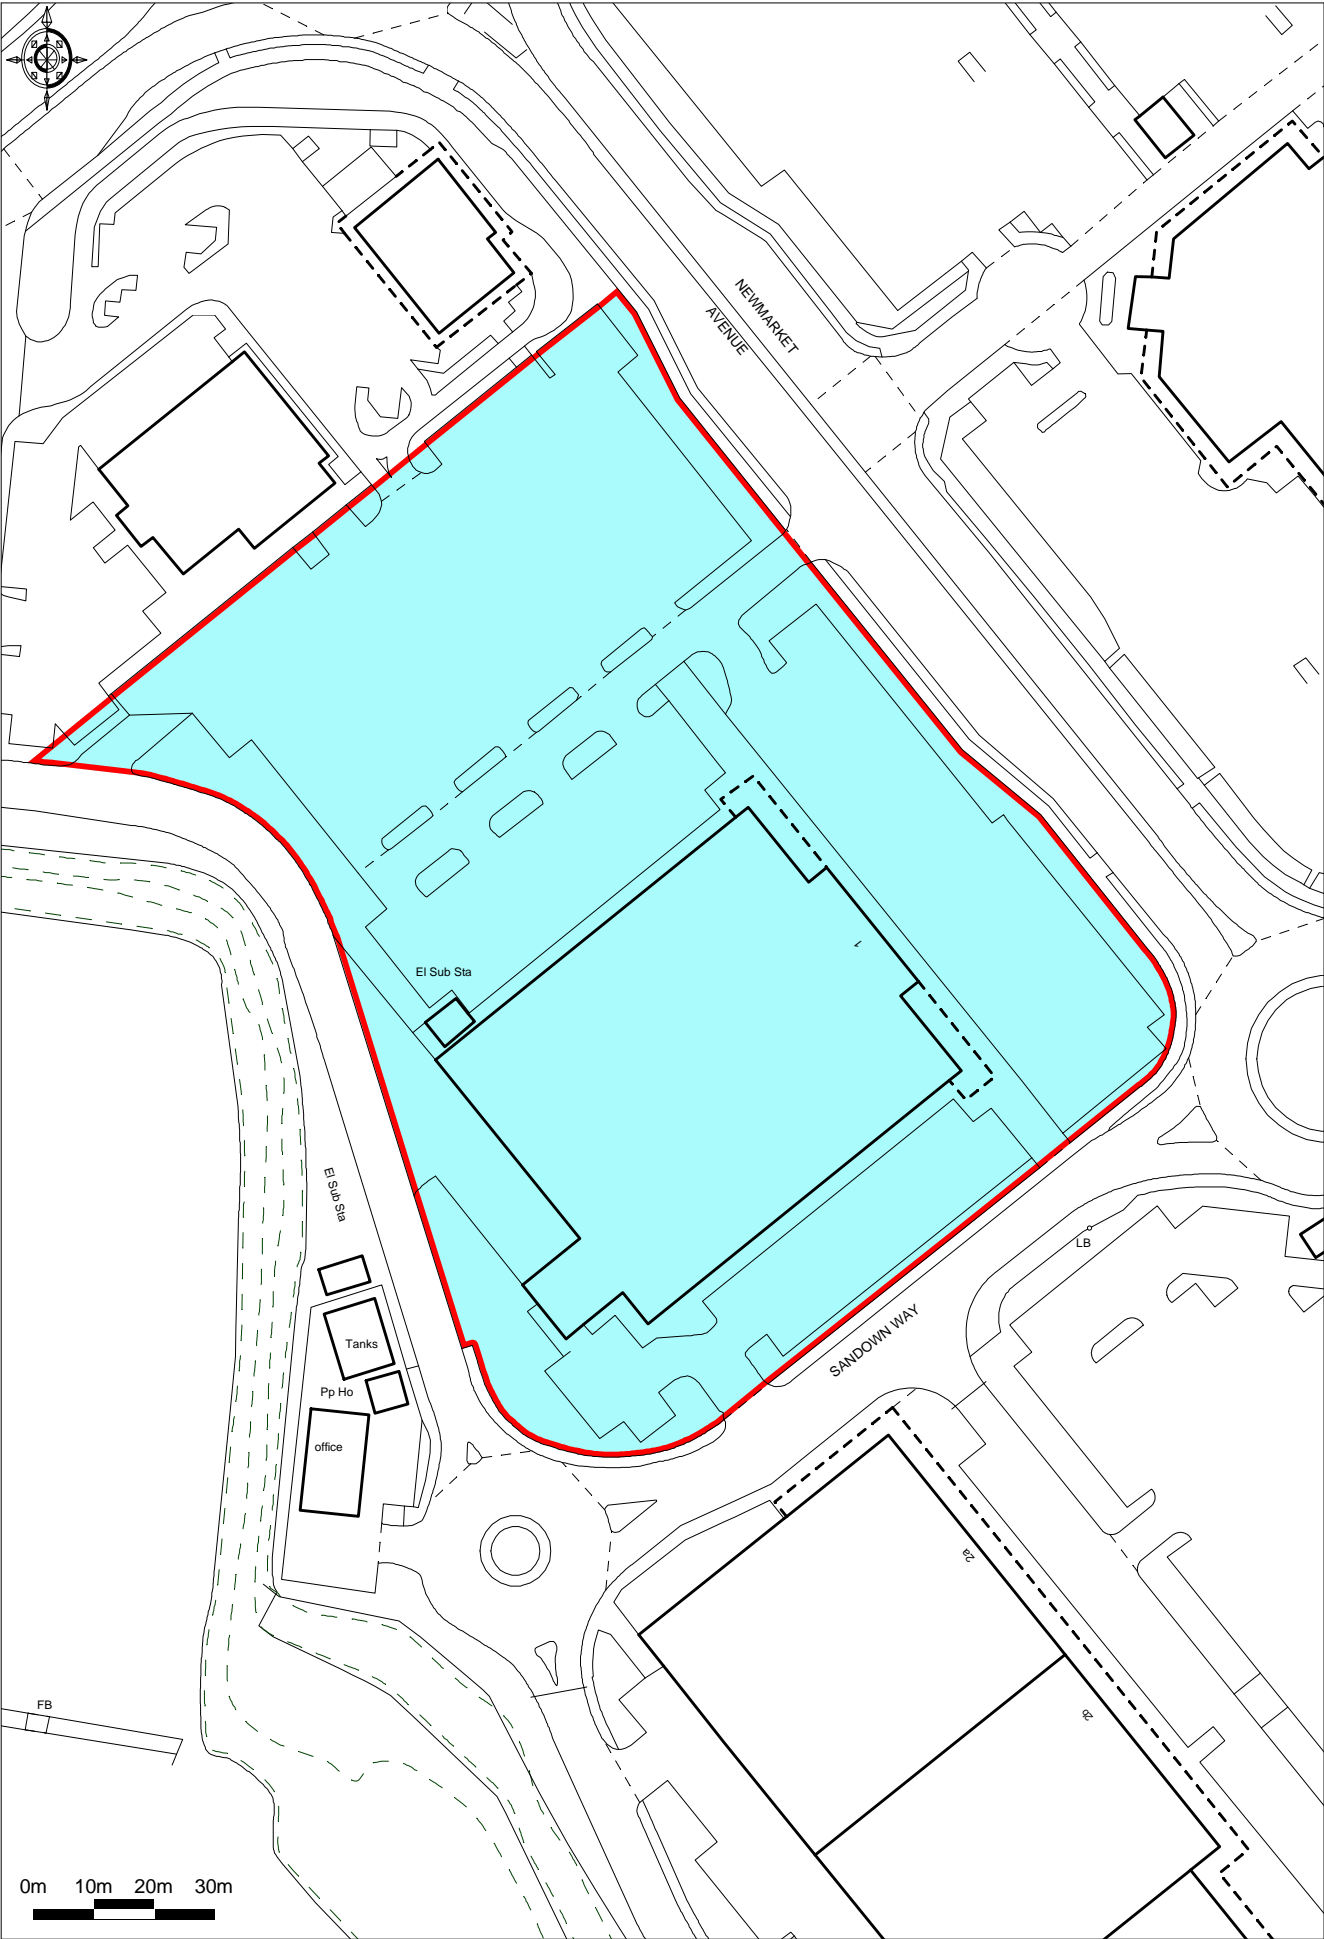 NEWMARKET
AVENUE
1
El Sub Sta
El Sub Sta
LB
SANDOWN WAY
Tanks
Pp Ho
office
2a
2b
FB
0m 10m 20m 30m